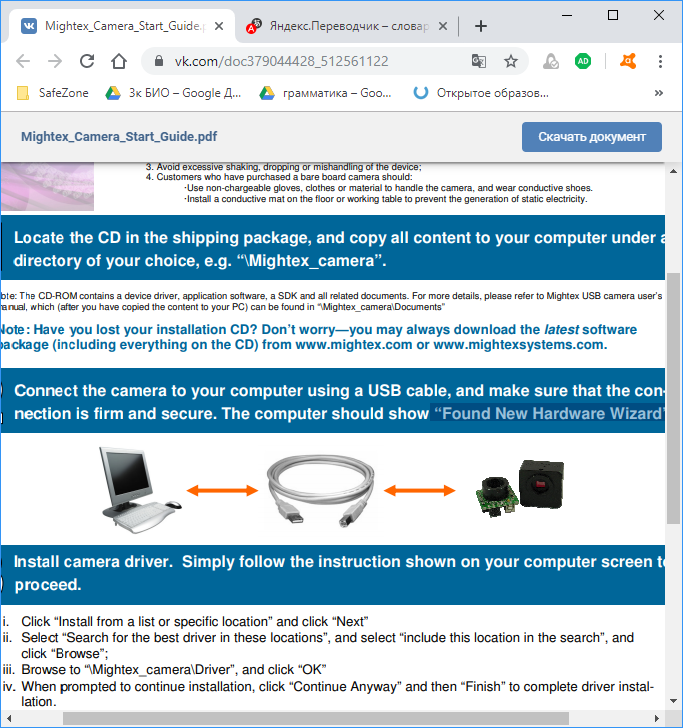 Mightex_Camera_Start_Guide.p
Яндекс.Переводчик – словар
vk.com/doc379044428_512561122
AD
SafeZone
3к БИО – Google Д...
грамматика – Goo...
Открытое образов...
»
Mightex_Camera_Start_Guide.pdf
Скачать документ
3. Avoid excessive shaking, dropping or mishandling of the device;
4. Customers who have purchased a bare board camera should:
·Use non-chargeable gloves, clothes or material to handle the camera, and wear conductive shoes.
·Install a conductive mat on the floor or working table to prevent the generation of static electricity.
Locate the CD in the shipping package, and copy all content to your computer under a
directory of your choice, e.g. “\Mightex_camera”.
ote: The CD-ROM contains a device driver, application software, a SDK and all related documents. For more details, please refer to Mightex USB camera user’s
anual, which (after you have copied the content to your PC) can be found in “\Mightex_camera\Documents”
Note: Have you lost your installation CD? Don’t worry—you may always download the latest software
package (including everything on the CD) from www.mightex.com or www.mightexsystems.com.
Connect the camera to your computer using a USB cable, and make sure that the con-
nection is firm and secure. The computer should show “Found New Hardware Wizard”
Install camera driver. Simply follow the instruction shown on your computer screen to
proceed.
i. Click “Install from a list or specific location” and click “Next”
ii. Select “Search for the best driver in these locations”, and select “include this location in the search”, and
click “Browse”;
iii. Browse to “\Mightex_camera\Driver”, and click “OK”
iv. When prompted to continue installation, click “Continue Anyway” and then “Finish” to complete driver instal-
lation.